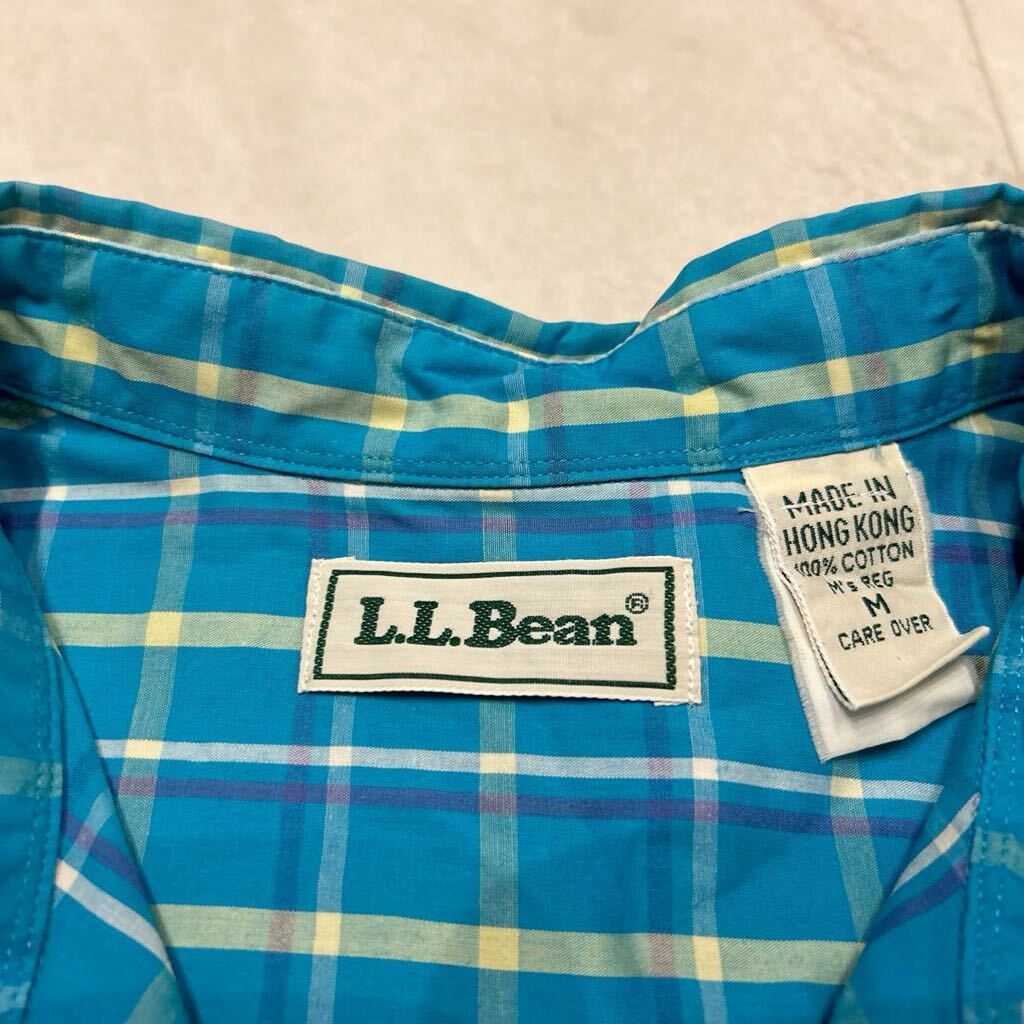 L.L.Bean®
MADE IN
HONG KONG
100% COTTON
M's REG
M
CARE OVER